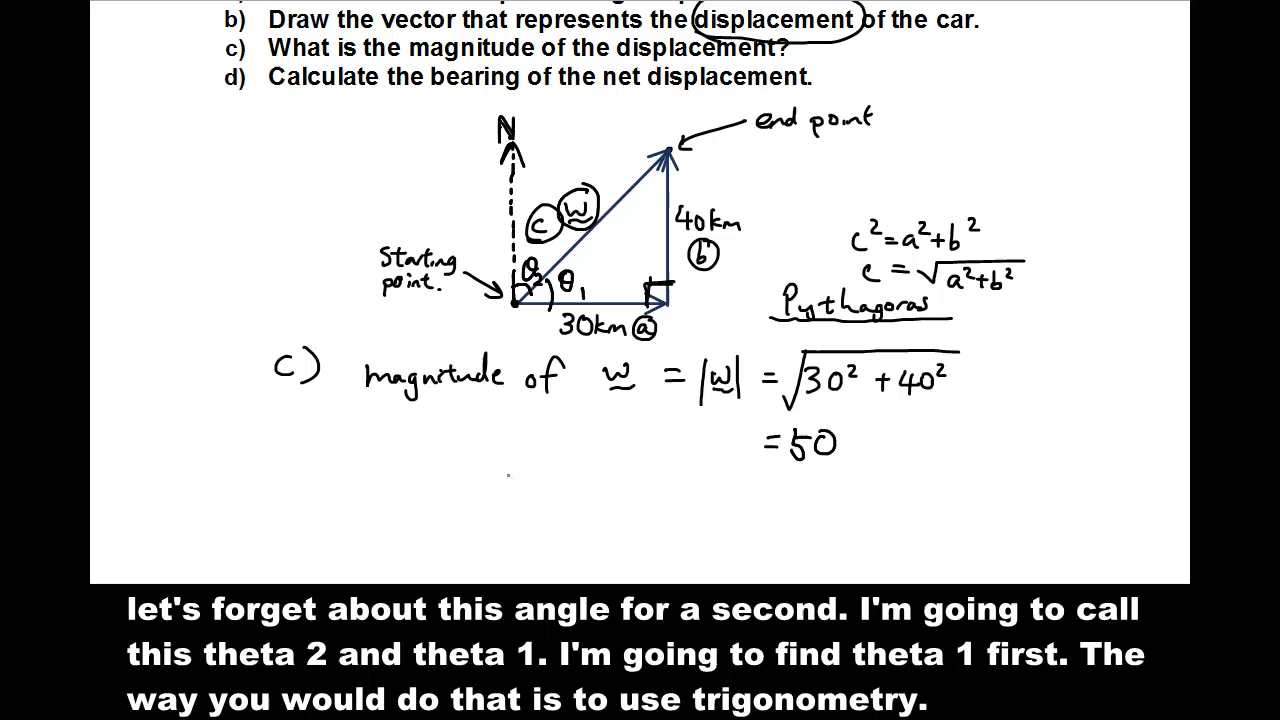 b) Draw the vector that represents the displacement of the car.
c) What is the magnitude of the displacement?
d) Calculate the bearing of the net displacement.
N
end point
c w
40km
b
c²=a²+b²
c = √a²+b²
Starting
point.
θ₂ θ₁
Pythagoras
30km a
c) magnitude of w = |w| = √30² + 40²
= 50
let's forget about this angle for a second. I'm going to call
this theta 2 and theta 1. I'm going to find theta 1 first. The
way you would do that is to use trigonometry.